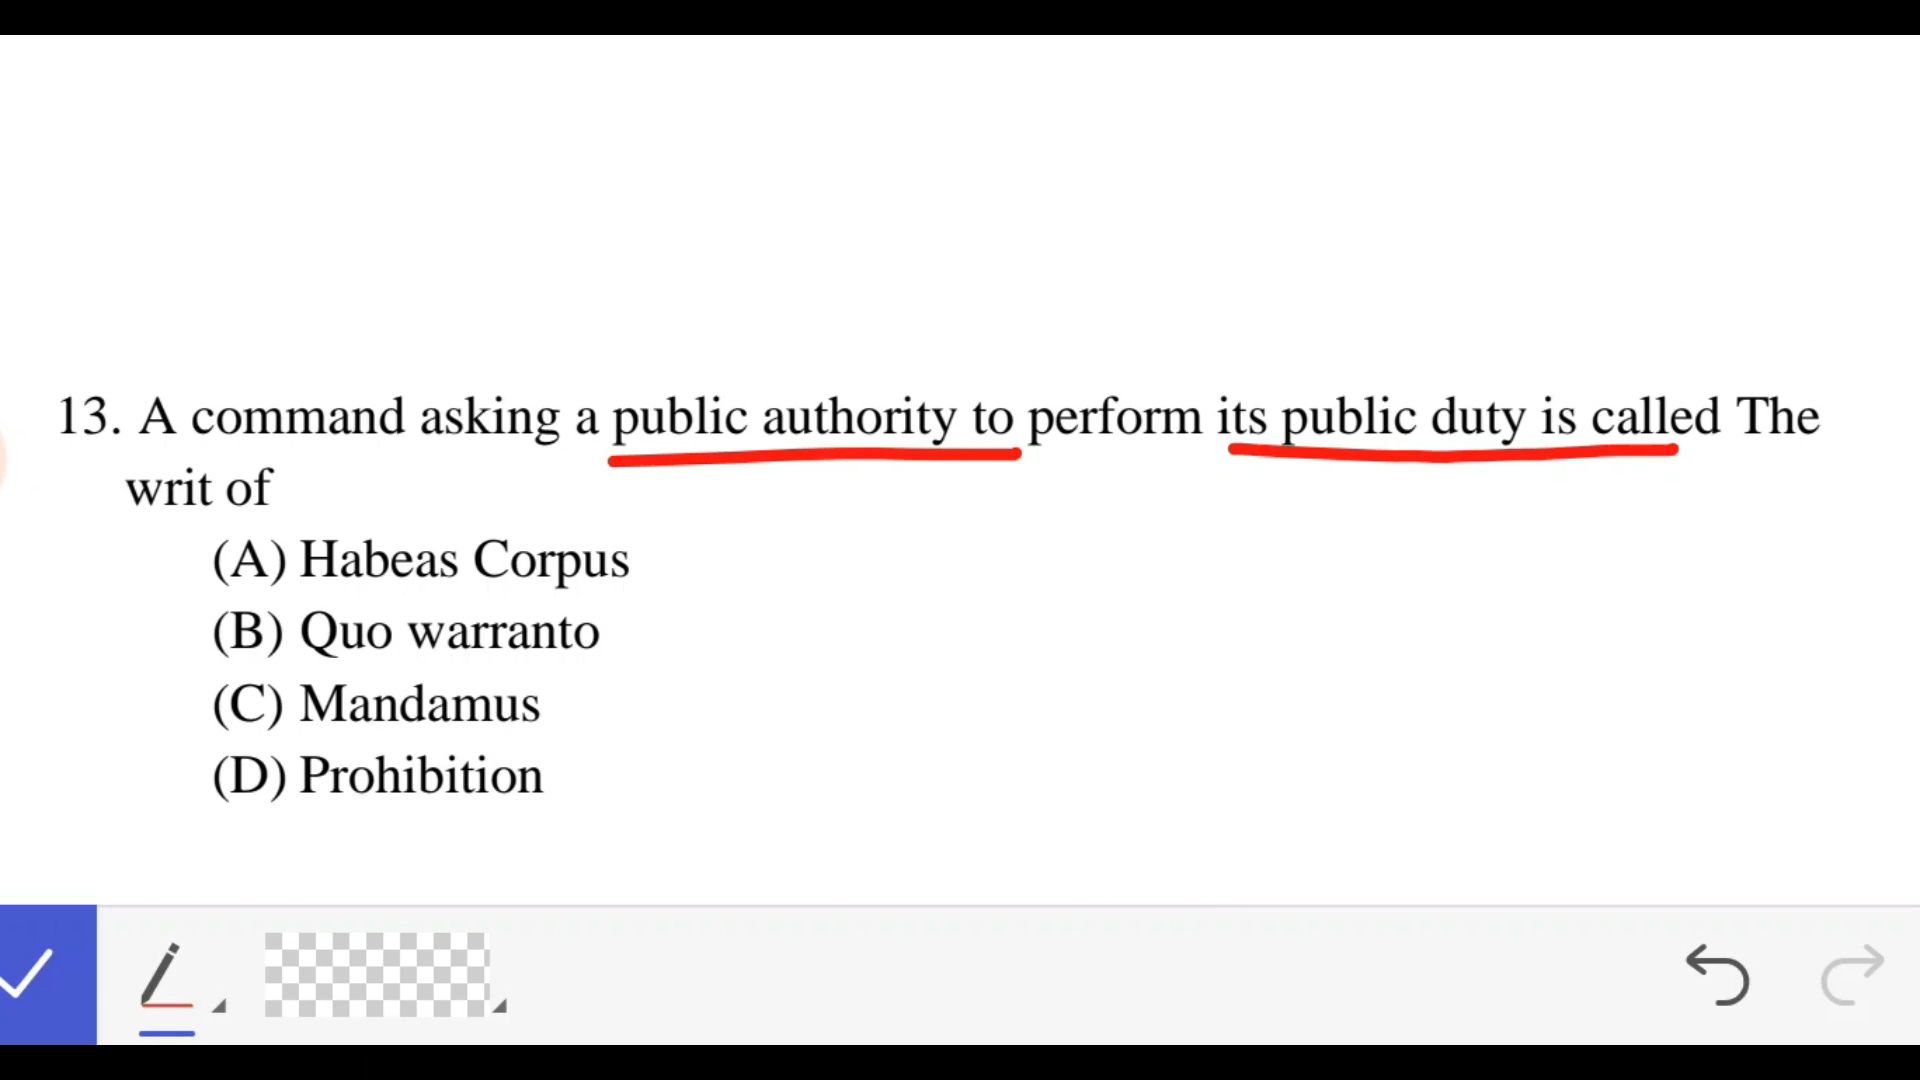 13. A command asking a public authority to perform its public duty is called The
writ of
(A) Habeas Corpus
(B) Quo warranto
(C) Mandamus
(D) Prohibition